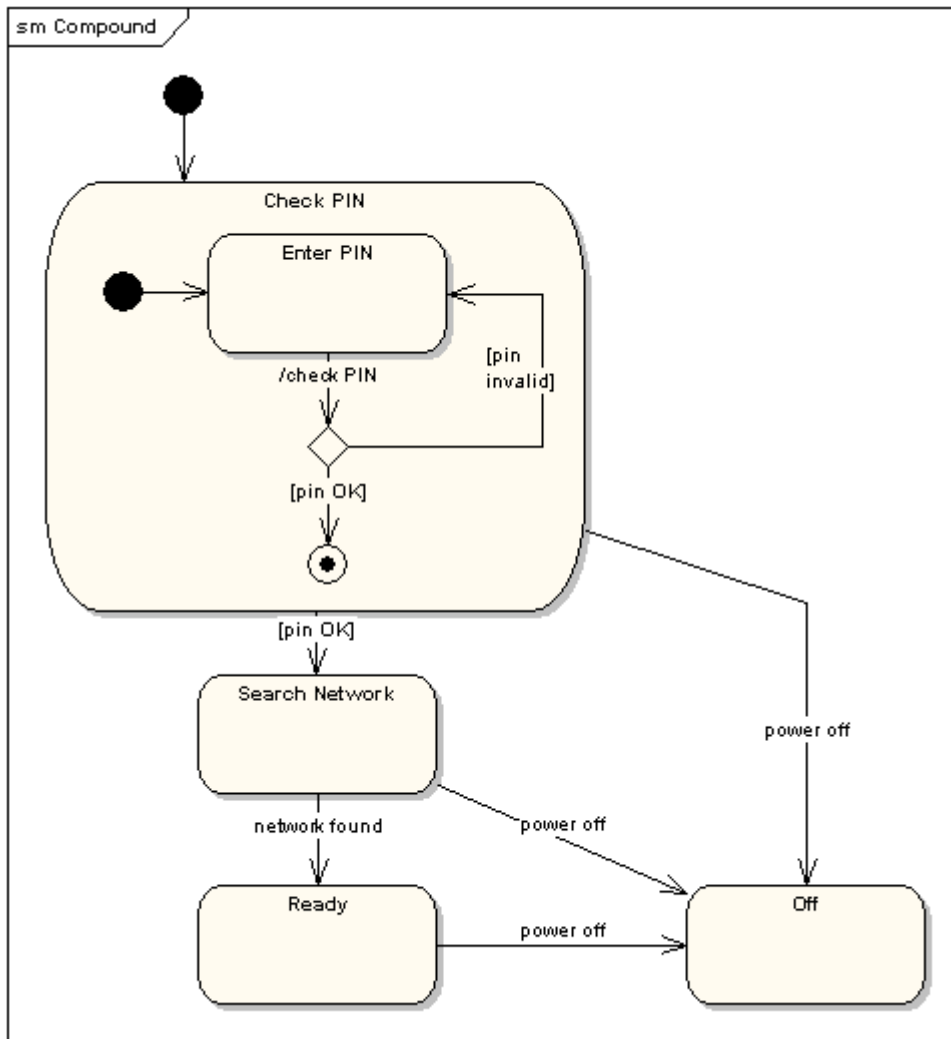 sm Compound
Check PIN
Enter PIN
/check PIN
[pin
invalid]
[pin OK]
[pin OK]
Search Network
power off
network found
power off
Ready
Off
power off